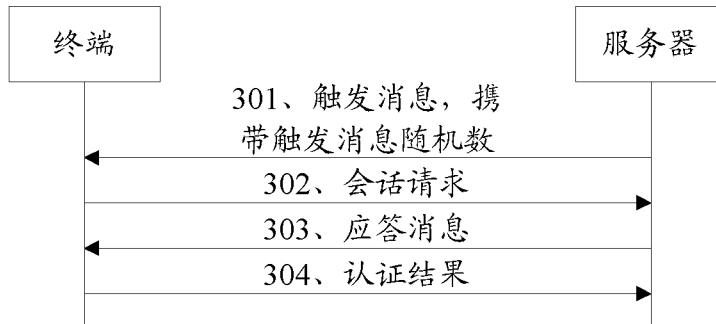 终端
服务器
301、触发消息，携
带触发消息随机数
302、会话请求
303、应答消息
304、认证结果